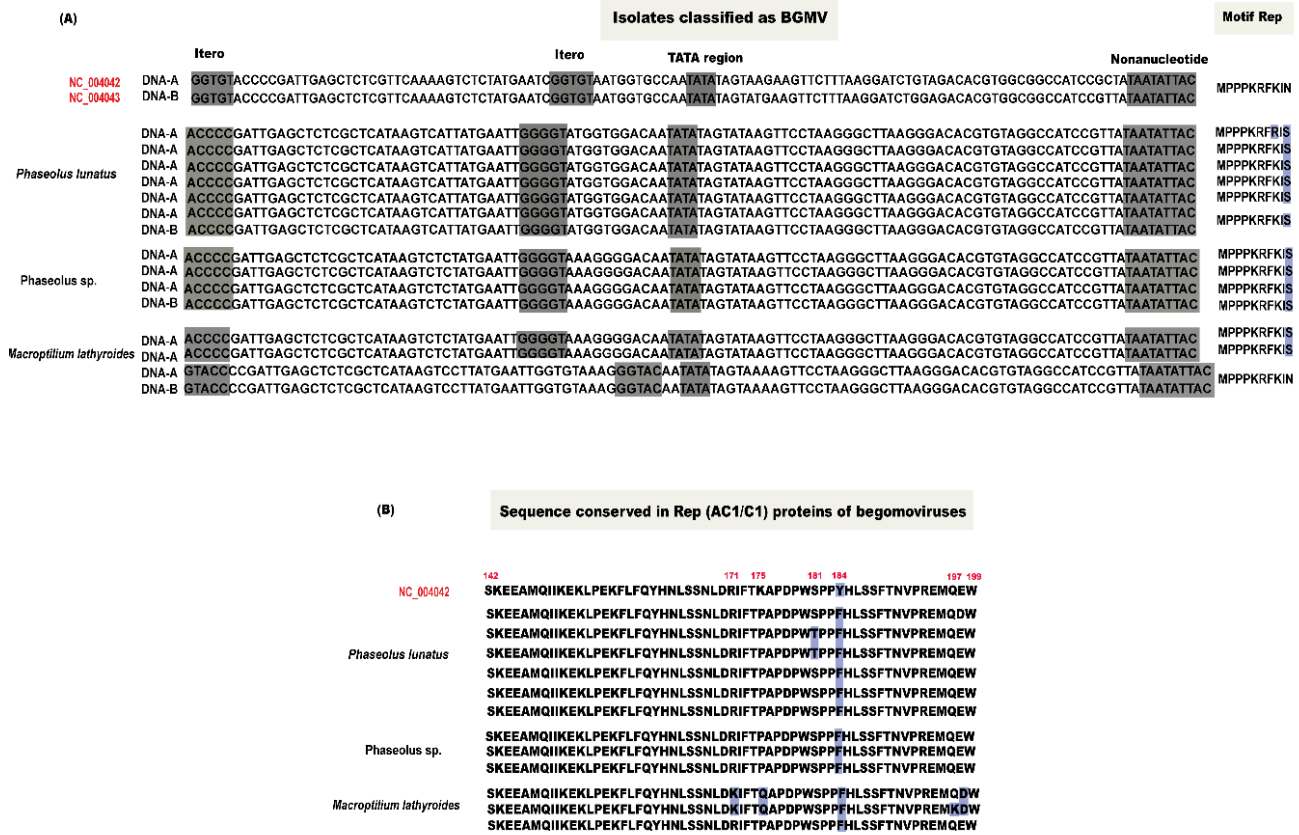 (A)
Isolates classified as BGMV
Motif Rep
Itero Itero TATA region Nonanucleotide
NC_004042 DNA-A GGTGTACCCCGATTGAGCTCTCGTTCAAAAGTCTCTATGAATCGGTGTAATGGTGCCAATATATAGTAAGAAGTTCTTTAAGGATCTGTAGACACGTGGCGGCCATCCGCTATAATATTAC
NC_004043 DNA-B GGTGTACCCCGATTGAGCTCTCGTTCAAAAGTCTCTATGAATCGGTGTAATGGTGCCAATATATAGTATGAAGTTCTTTAAGGATCTGGAGACACGTGGCGGCCATCCGTTATAATATTAC
MPPPKRFKIN
Phaseolus lunatus
DNA-A ACCCCGATTGAGCTCTCGCTCATAAGTCATTATGAATTGGGGTATGGTGGACAATATATAGTATAAGTTCCTAAGGGCTTAAGGGACACGTGTAGGCCATCCGTTATAATATTAC MPPPKRFRIS
DNA-A ACCCCGATTGAGCTCTCGCTCATAAGTCATTATGAATTGGGGTATGGTGGACAATATATAGTATAAGTTCCTAAGGGCTTAAGGGACACGTGTAGGCCATCCGTTATAATATTAC MPPPKRFKIS
DNA-A ACCCCGATTGAGCTCTCGCTCATAAGTCATTATGAATTGGGGTATGGTGGACAATATATAGTATAAGTTCCTAAGGGCTTAAGGGACACGTGTAGGCCATCCGTTATAATATTAC MPPPKRFKIS
DNA-A ACCCCGATTGAGCTCTCGCTCATAAGTCATTATGAATTGGGGTATGGTGGACAATATATAGTATAAGTTCCTAAGGGCTTAAGGGACACGTGTAGGCCATCCGTTATAATATTAC MPPPKRFKIS
DNA-A ACCCCGATTGAGCTCTCGCTCATAAGTCATTATGAATTGGGGTATGGTGGACAATATATAGTATAAGTTCCTAAGGGCTTAAGGGACACGTGTAGGCCATCCGTTATAATATTAC MPPPKRFKIS
DNA-A ACCCCGATTGAGCTCTCGCTCATAAGTCATTATGAATTGGGGTATGGTGGACAATATATAGTATAAGTTCCTAAGGGCTTAAGGGACACGTGTAGGCCATCCGTTATAATATTAC
DNA-B ACCCCGATTGAGCTCTCGCTCATAAGTCATTATGAATTGGGGTATGGTGGACAATATATAGTATAAGTTCCTAAGGGCTTAAGGGACACGTGTAGGCCATCCGTTATAATATTAC
MPPPKRFKIS
Phaseolus sp.
DNA-A ACCCCGATTGAGCTCTCGCTCATAAGTCTCTATGAATTGGGGTAAAGGGGACAATATATAGTATAAGTTCCTAAGGGCTTAAGGGACACGTGTAGGCCATCCGTTATAATATTAC MPPPKRFKIS
DNA-A ACCCCGATTGAGCTCTCGCTCATAAGTCTCTATGAATTGGGGTAAAGGGGACAATATATAGTATAAGTTCCTAAGGGCTTAAGGGACACGTGTAGGCCATCCGTTATAATATTAC MPPPKRFKIS
DNA-A ACCCCGATTGAGCTCTCGCTCATAAGTCTCTATGAATTGGGGTAAAGGGGACAATATATAGTATAAGTTCCTAAGGGCTTAAGGGACACGTGTAGGCCATCCGTTATAATATTAC MPPPKRFKIS
DNA-B ACCCCGATTGAGCTCTCGCTCATAAGTCTCTATGAATTGGGGTAAAGGGGACAATATATAGTATAAGTTCCTAAGGGCTTAAGGGACACGTGTAGGCCATCCGTTATAATATTAC MPPPKRFKIS
Macroptilium lathyroides
DNA-A ACCCCGATTGAGCTCTCGCTCATAAGTCTCTATGAATTGGGGTAAAGGGGACAATATATAGTATAAGTTCCTAAGGGCTTAAGGGACACGTGTAGGCCATCCGTTATAATATTAC MPPPKRFKIS
DNA-A ACCCCGATTGAGCTCTCGCTCATAAGTCTCTATGAATTGGGGTAAAGGGGACAATATATAGTATAAGTTCCTAAGGGCTTAAGGGACACGTGTAGGCCATCCGTTATAATATTAC MPPPKRFKIS
DNA-A GTACCCCGATTGAGCTCTCGCTCATAAGTCCTTATGAATTGGTGTAAAGGGTACAATATATAGTAAAAGTTCCTAAGGGCTTAAGGGACACGTGTAGGCCATCCGTTATAATATTAC
DNA-B GTACCCCGATTGAGCTCTCGCTCATAAGTCCTTATGAATTGGTGTAAAGGGTACAATATATAGTAAAAGTTCCTAAGGGCTTAAGGGACACGTGTAGGCCATCCGTTATAATATTAC
MPPPKRFKIN
(B)
Sequence conserved in Rep (AC1/C1) proteins of begomoviruses
142 171 175 181 184 197 199
NC_004042 SKEEAMQIIKEKLPEKFLFQYHNLSSNLDRIFTKAPDPWSPPYHLSSFTNVPREMQEW
Phaseolus lunatus
SKEEAMQIIKEKLPEKFLFQYHNLSSNLDRIFTPAPDPWSPPFHLSSFTNVPREMQDW
SKEEAMQIIKEKLPEKFLFQYHNLSSNLDRIFTPAPDPWTPPFHLSSFTNVPREMQEW
SKEEAMQIIKEKLPEKFLFQYHNLSSNLDRIFTPAPDPWTPPFHLSSFTNVPREMQEW
SKEEAMQIIKEKLPEKFLFQYHNLSSNLDRIFTPAPDPWSPPFHLSSFTNVPREMQEW
SKEEAMQIIKEKLPEKFLFQYHNLSSNLDRIFTPAPDPWSPPFHLSSFTNVPREMQEW
SKEEAMQIIKEKLPEKFLFQYHNLSSNLDRIFTPAPDPWSPPFHLSSFTNVPREMQEW
Phaseolus sp.
SKEEAMQIIKEKLPEKFLFQYHNLSSNLDRIFTPAPDPWSPPFHLSSFTNVPREMQEW
SKEEAMQIIKEKLPEKFLFQYHNLSSNLDRIFTPAPDPWSPPFHLSSFTNVPREMQEW
SKEEAMQIIKEKLPEKFLFQYHNLSSNLDRIFTPAPDPWSPPFHLSSFTNVPREMQEW
Macroptilium lathyroides
SKEEAMQIIKEKLPEKFLFQYHNLSSNLDKIFTQAPDPWSPPFHLSSFTNVPREMQDW
SKEEAMQIIKEKLPEKFLFQYHNLSSNLDKIFTQAPDPWSPPFHLSSFTNVPREMKDW
SKEEAMQIIKEKLPEKFLFQYHNLSSNLDRIFTPAPDPWSPPFHLSSFTNVPREMQEW